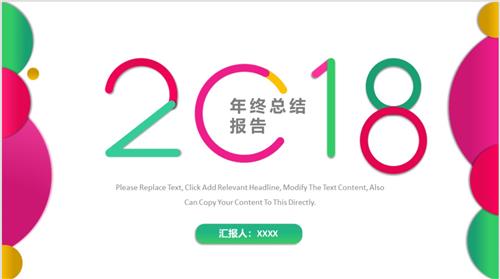 2018
年终总结
报告
Please Replace Text, Click Add Relevant Headline, Modify The Text Content, Also
Can Copy Your Content To This Directly.
汇报人：XXXX